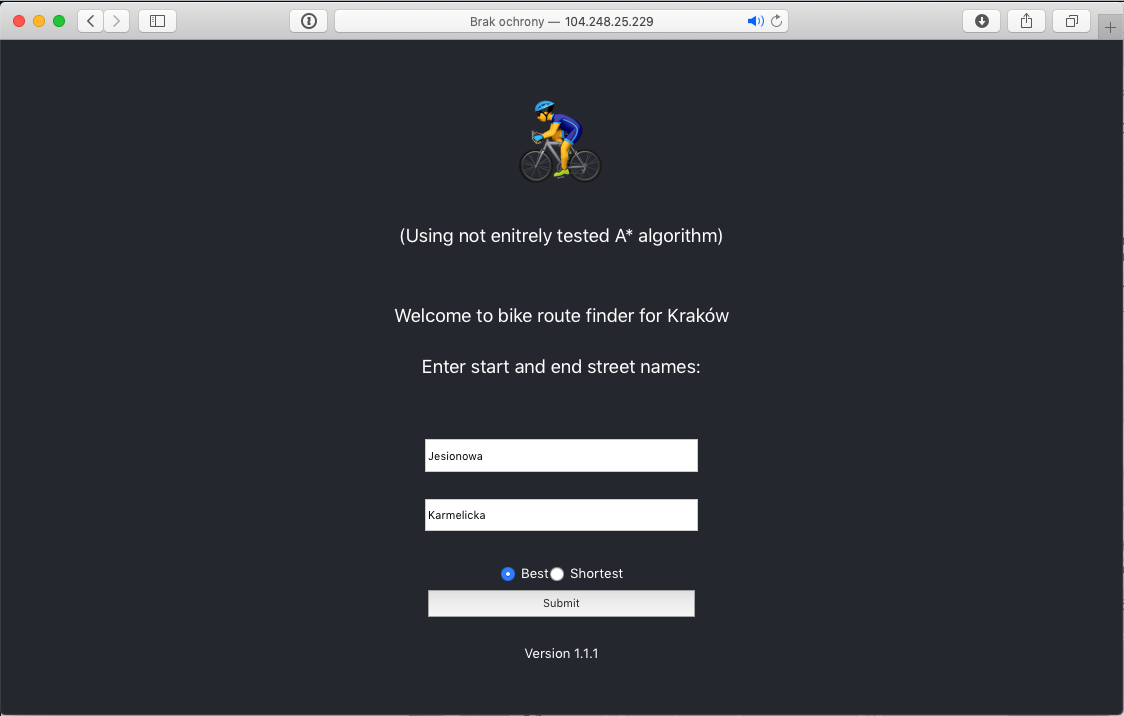 Brak ochrony — 104.248.25.229
(Using not enitrely tested A* algorithm)
Welcome to bike route finder for Kraków
Enter start and end street names:
Jesionowa
Karmelicka
Best Shortest
Submit
Version 1.1.1